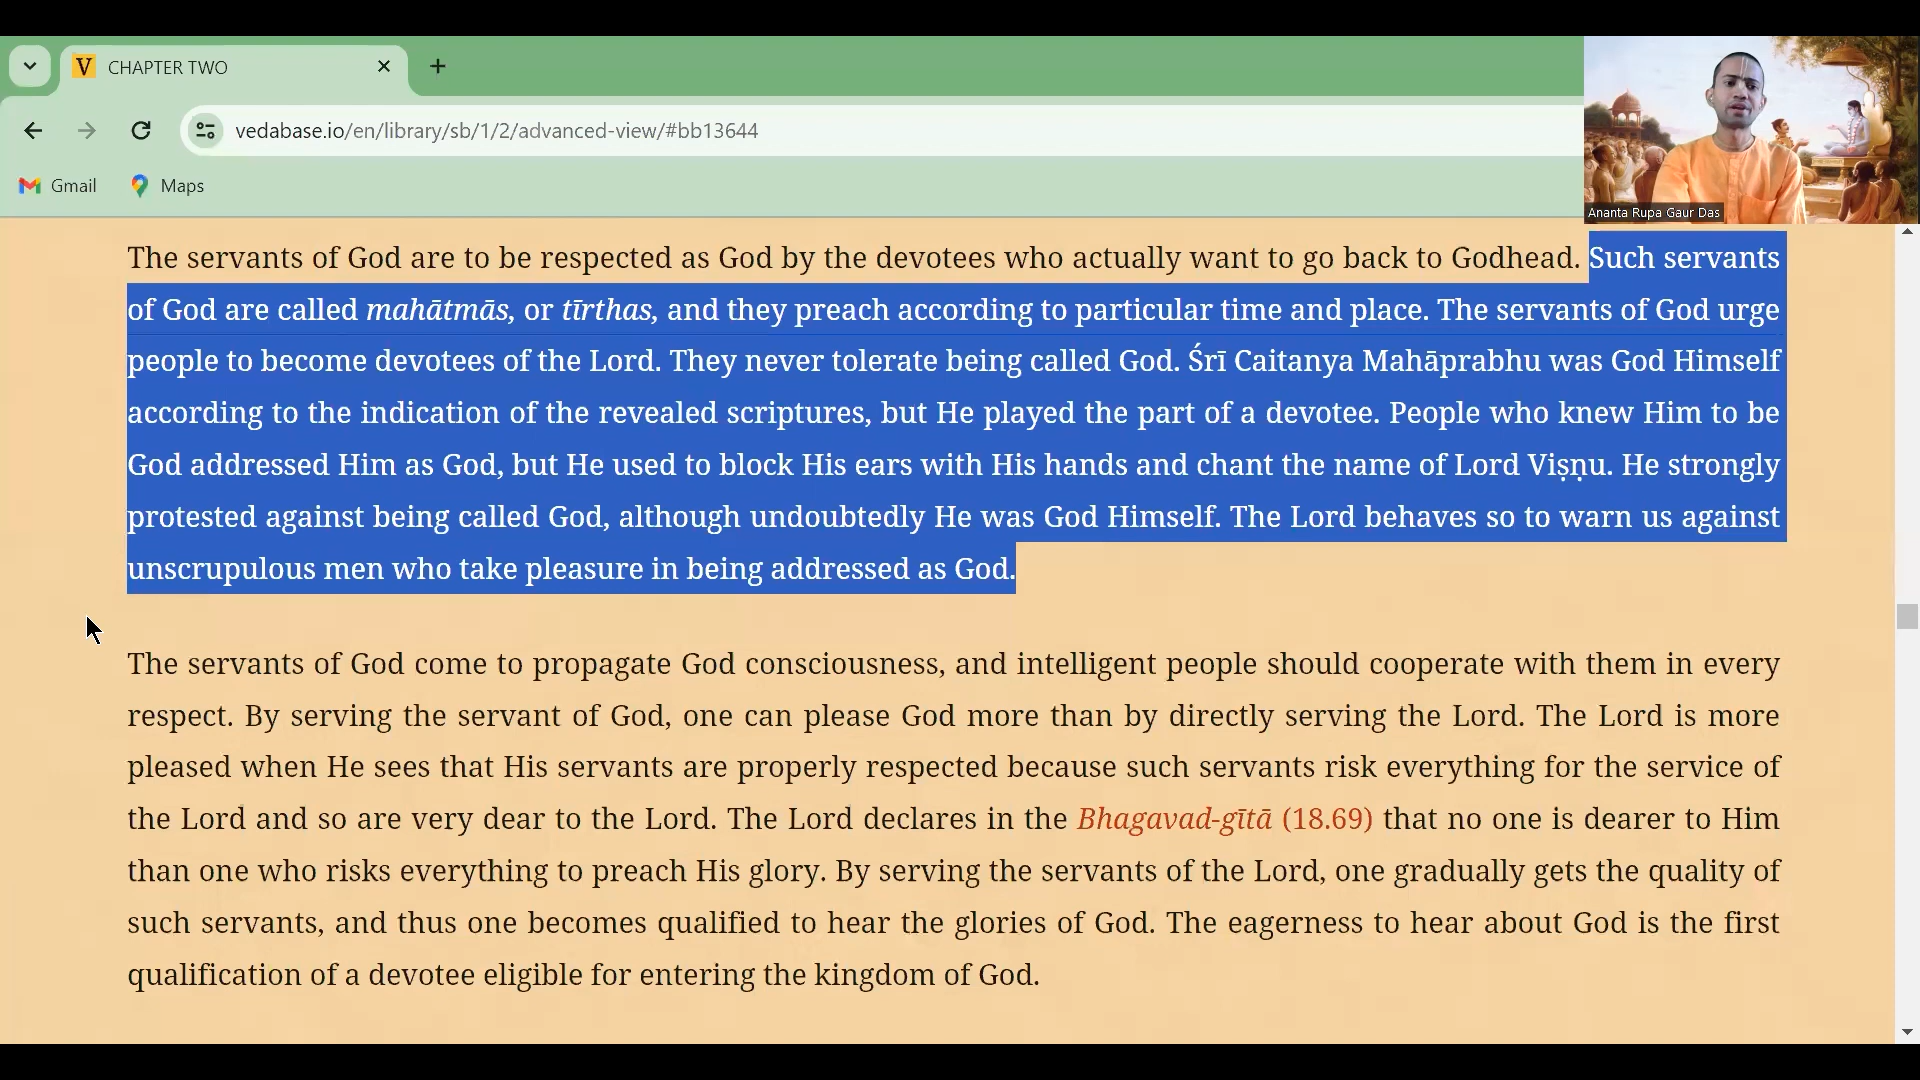 V CHAPTER TWO
vedabase.io/en/library/sb/1/2/advanced-view/#bb13644
Gmail Maps
Ananta Rupa Gaur Das
The servants of God are to be respected as God by the devotees who actually want to go back to Godhead. Such servants
of God are called mahātmās, or tīrthas, and they preach according to particular time and place. The servants of God urge
people to become devotees of the Lord. They never tolerate being called God. Śrī Caitanya Mahāprabhu was God Himself
according to the indication of the revealed scriptures, but He played the part of a devotee. People who knew Him to be
God addressed Him as God, but He used to block His ears with His hands and chant the name of Lord Viṣṇu. He strongly
protested against being called God, although undoubtedly He was God Himself. The Lord behaves so to warn us against
unscrupulous men who take pleasure in being addressed as God.
The servants of God come to propagate God consciousness, and intelligent people should cooperate with them in every
respect. By serving the servant of God, one can please God more than by directly serving the Lord. The Lord is more
pleased when He sees that His servants are properly respected because such servants risk everything for the service of
the Lord and so are very dear to the Lord. The Lord declares in the Bhagavad-gītā (18.69) that no one is dearer to Him
than one who risks everything to preach His glory. By serving the servants of the Lord, one gradually gets the quality of
such servants, and thus one becomes qualified to hear the glories of God. The eagerness to hear about God is the first
qualification of a devotee eligible for entering the kingdom of God.